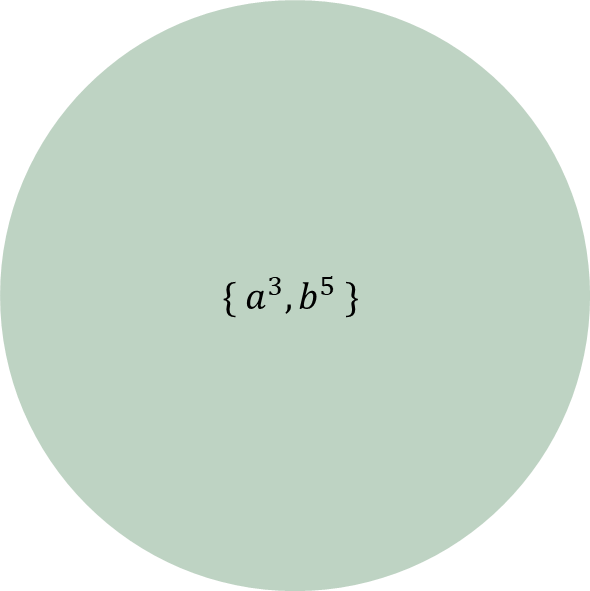 { a³, b⁵ }